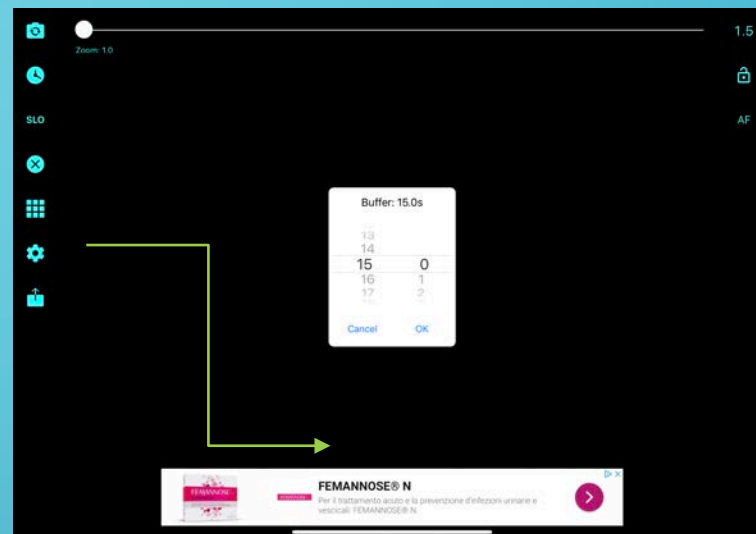 1.5
Zoom: 1.0
SLO
AF
Buffer: 15.0s
13
14
15 0
16 1
17 2
Cancel OK
FEMANNOSE
FEMANNOSE® N
Per il trattamento acuto e la prevenzione d'infezioni urinarie e
vescicali: FEMANNOSE® N.